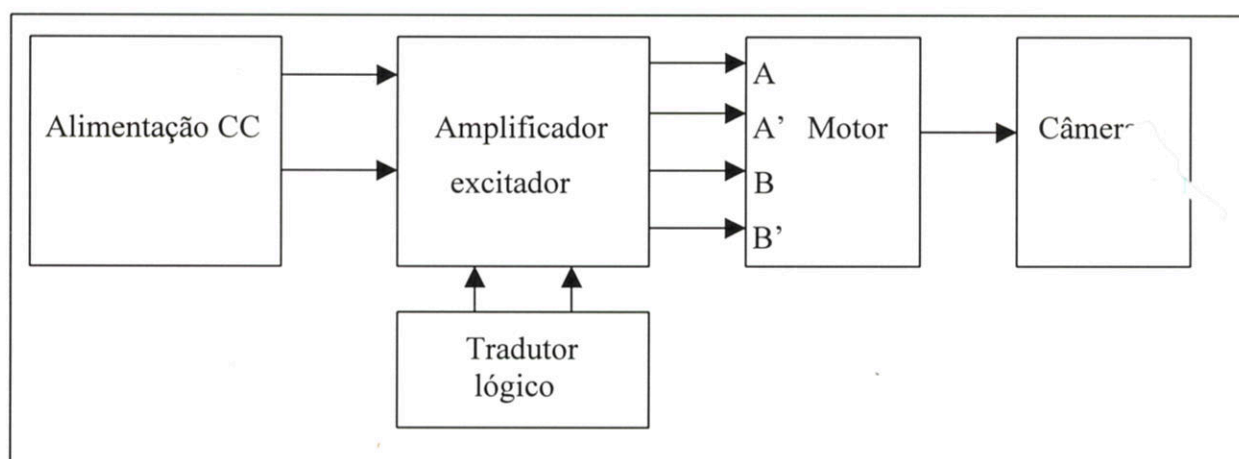 Alimentação CC
Amplificador
excitador
A
A’ Motor
B
B’
Tradutor
lógico